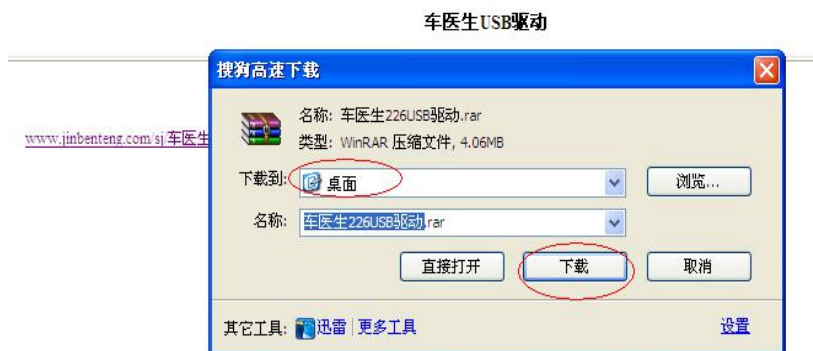 车医生USB驱动
搜狗高速下载
www.jinbenteng.com/sj/车医生
名称: 车医生226USB驱动.rar
类型: WinRAR 压缩文件, 4.06MB
下载到: 桌面 浏览...
名称: 车医生226USB驱动.rar
直接打开 下载 取消
其它工具: 迅雷 | 更多工具 设置